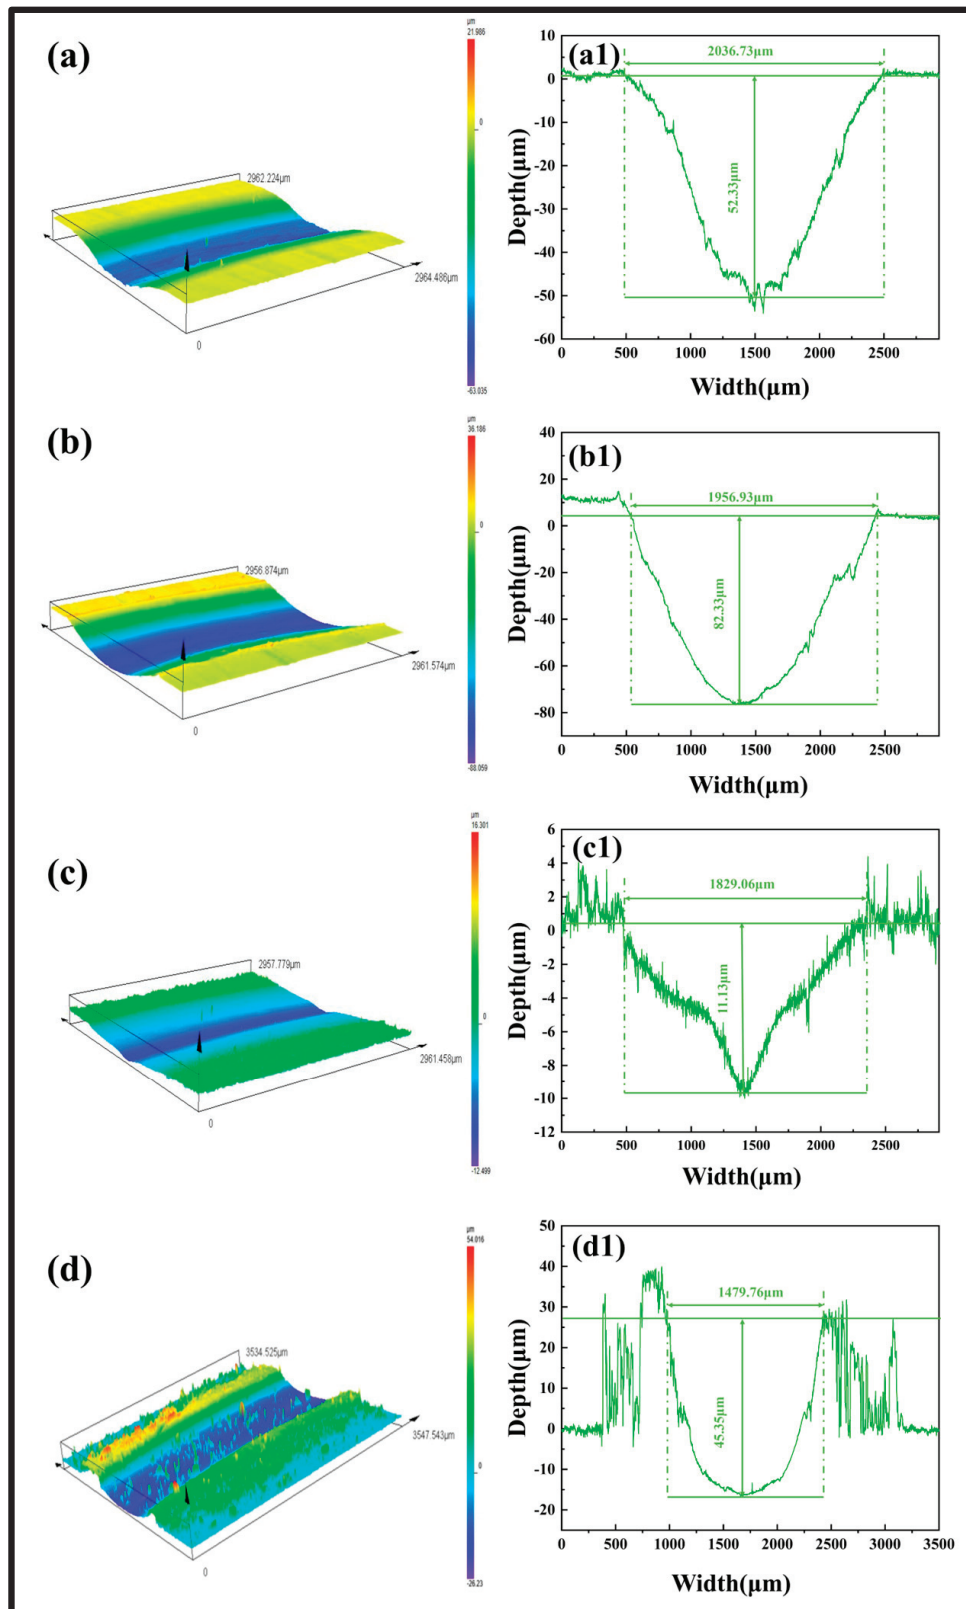 (a)
µm
21.986
0
-63.035
2962.224µm
2964.486µm
0
(a1)
2036.73µm
52.33µm
10
0
-10
-20
-30
-40
-50
-60
Depth(µm)
0 500 1000 1500 2000 2500
Width(µm)
(b)
µm
36.186
0
-88.059
2956.874µm
2961.574µm
0
(b1)
1956.93µm
82.33µm
40
20
0
-20
-40
-60
-80
Depth(µm)
0 500 1000 1500 2000 2500
Width(µm)
(c)
µm
16.301
0
-12.499
2957.779µm
2961.458µm
0
(c1)
1829.06µm
11.13µm
6
4
2
0
-2
-4
-6
-8
-10
-12
Depth(µm)
0 500 1000 1500 2000 2500
Width(µm)
(d)
µm
54.016
0
-26.23
3534.525µm
3547.543µm
0
(d1)
1479.76µm
45.35µm
50
40
30
20
10
0
-10
-20
Depth(µm)
0 500 1000 1500 2000 2500 3000 3500
Width(µm)